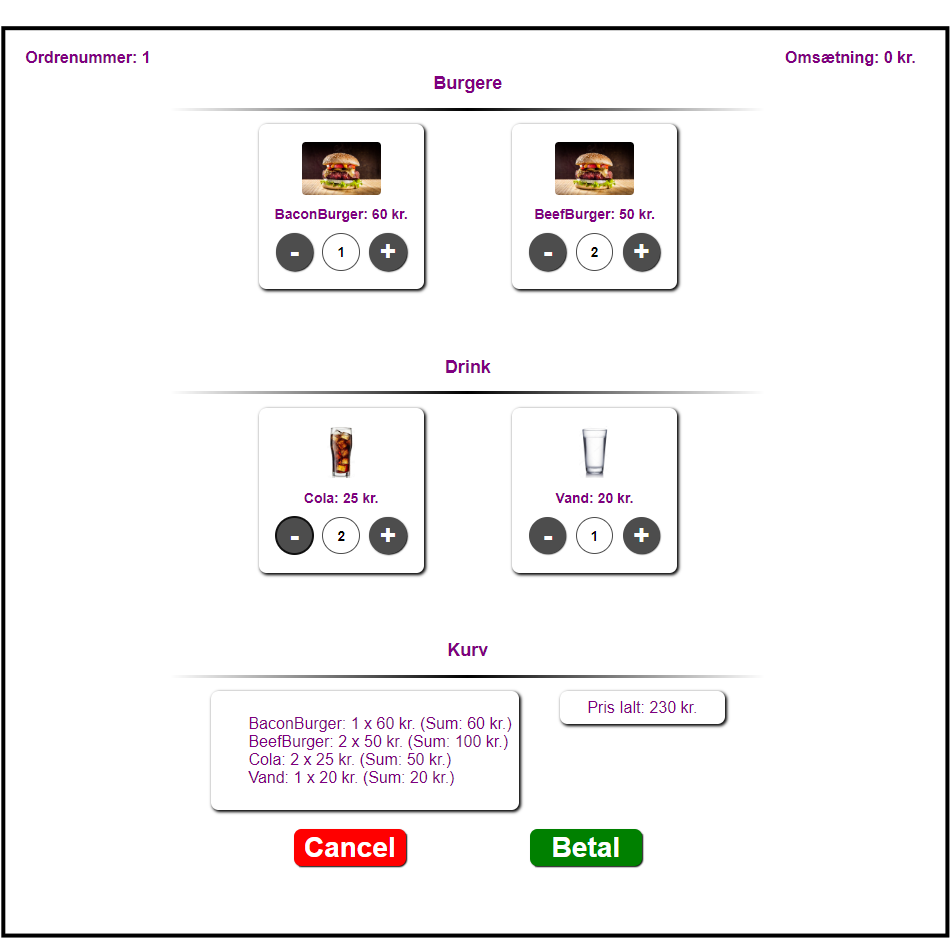 Ordrenummer: 1
Omsætning: 0 kr.
Burgere
BaconBurger: 60 kr.
- 1 +
BeefBurger: 50 kr.
- 2 +
Drink
Cola: 25 kr.
- 2 +
Vand: 20 kr.
- 1 +
Kurv
BaconBurger: 1 x 60 kr. (Sum: 60 kr.)
BeefBurger: 2 x 50 kr. (Sum: 100 kr.)
Cola: 2 x 25 kr. (Sum: 50 kr.)
Vand: 1 x 20 kr. (Sum: 20 kr.)
Pris Ialt: 230 kr.
Cancel
Betal